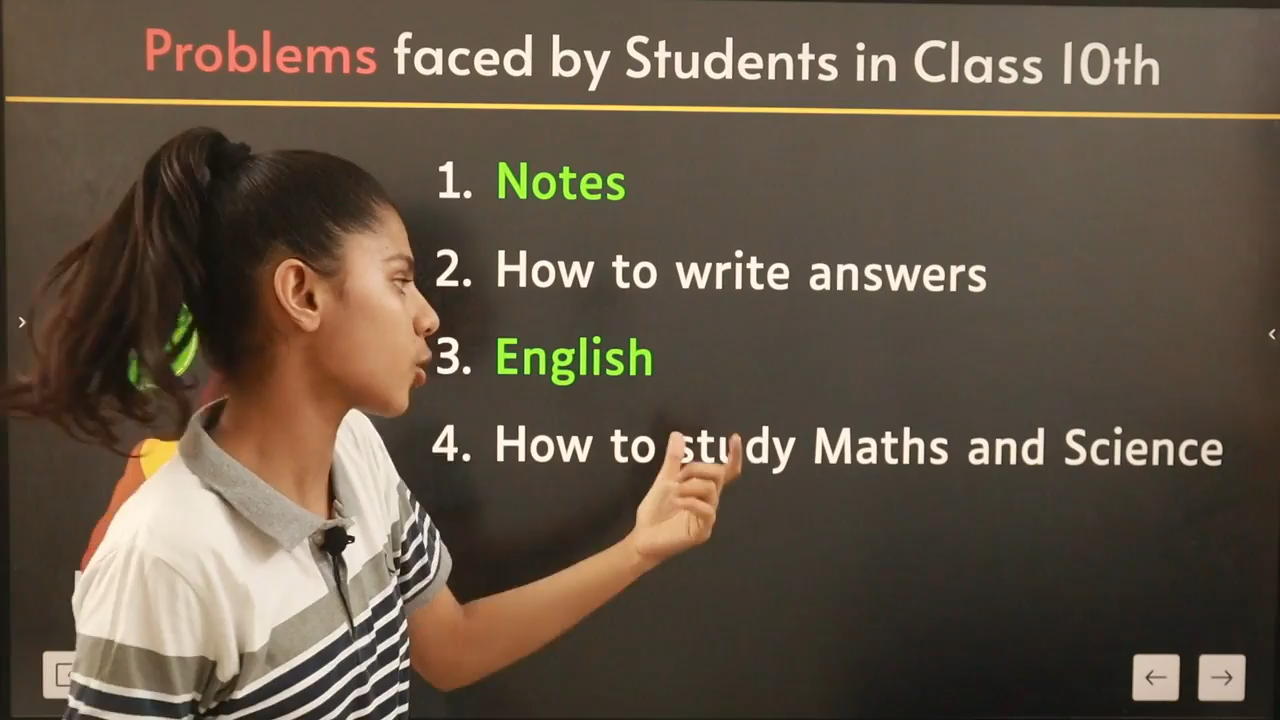 Problems faced by Students in Class 10th
1. Notes
2. How to write answers
3. English
4. How to study Maths and Science